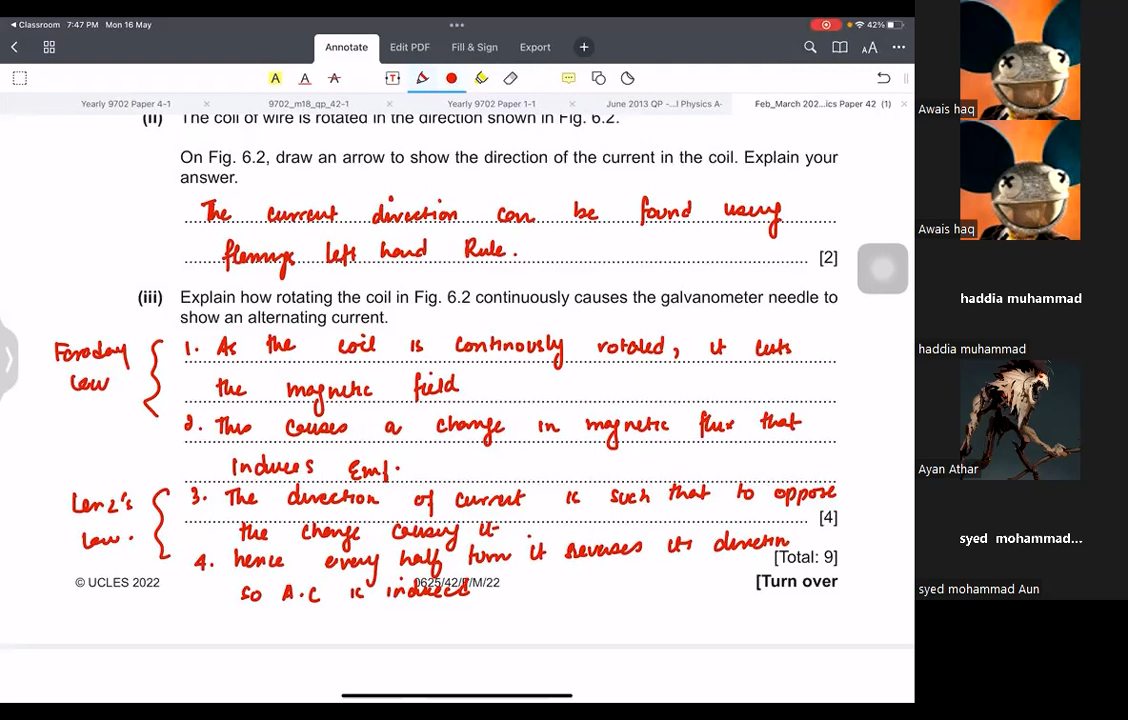 Classroom 7:47 PM Mon 16 May
42%
Annotate Edit PDF Fill & Sign Export
Yearly 9702 Paper 4-1 9702_m18_qp_42-1 Yearly 9702 Paper 1-1 June 2013 QP -...l Physics A- Feb_March 202...ics Paper 42 (1)
(ii) The coil of wire is rotated in the direction shown in Fig. 6.2.
On Fig. 6.2, draw an arrow to show the direction of the current in the coil. Explain your
answer.
The current direction can be found using
flemings left hand Rule. [2]
(iii) Explain how rotating the coil in Fig. 6.2 continuously causes the galvanometer needle to
show an alternating current.
Faraday
Law
1. As the coil is continously rotated, it cuts
the magnetic field
2. This causes a change in magnetic flux that
induces Emf.
Lenz's
Law.
3. The direction of current is such that to oppose
[4]
the change causing it
4. hence every half turn it reverses its direction
[Total: 9]
so A.C is induced
© UCLES 2022 0625/42/F/M/22 [Turn over
Awais haq
Awais haq
haddia muhammad
haddia muhammad
Ayan Athar
syed mohammad...
syed mohammad Aun